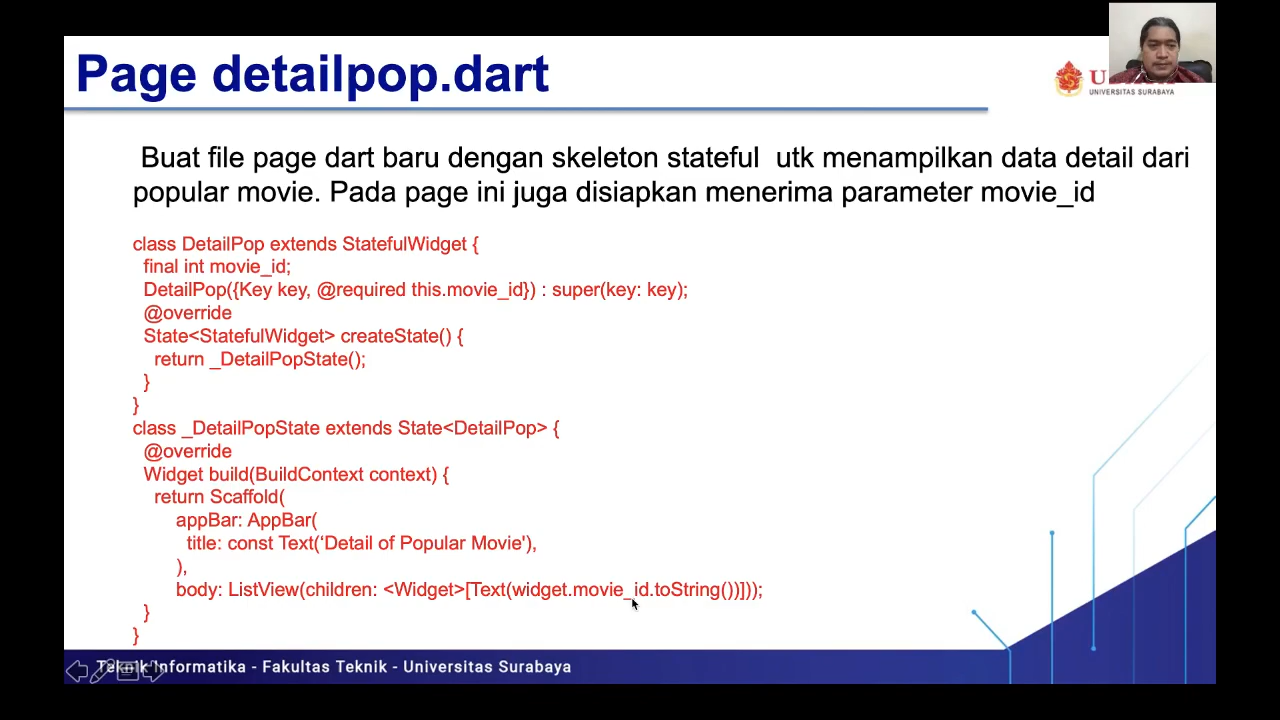 Page detailpop.dart
UNIVERSITAS SURABAYA
Buat file page dart baru dengan skeleton stateful  utk menampilkan data detail dari
popular movie. Pada page ini juga disiapkan menerima parameter movie_id
class DetailPop extends StatefulWidget {
  final int movie_id;
  DetailPop({Key key, @required this.movie_id}) : super(key: key);
  @override
  State<StatefulWidget> createState() {
    return _DetailPopState();
  }
}
class _DetailPopState extends State<DetailPop> {
  @override
  Widget build(BuildContext context) {
    return Scaffold(
        appBar: AppBar(
          title: const Text(‘Detail of Popular Movie'),
        ),
        body: ListView(children: <Widget>[Text(widget.movie_id.toString())]));
  }
}
Teknik Informatika - Fakultas Teknik - Universitas Surabaya